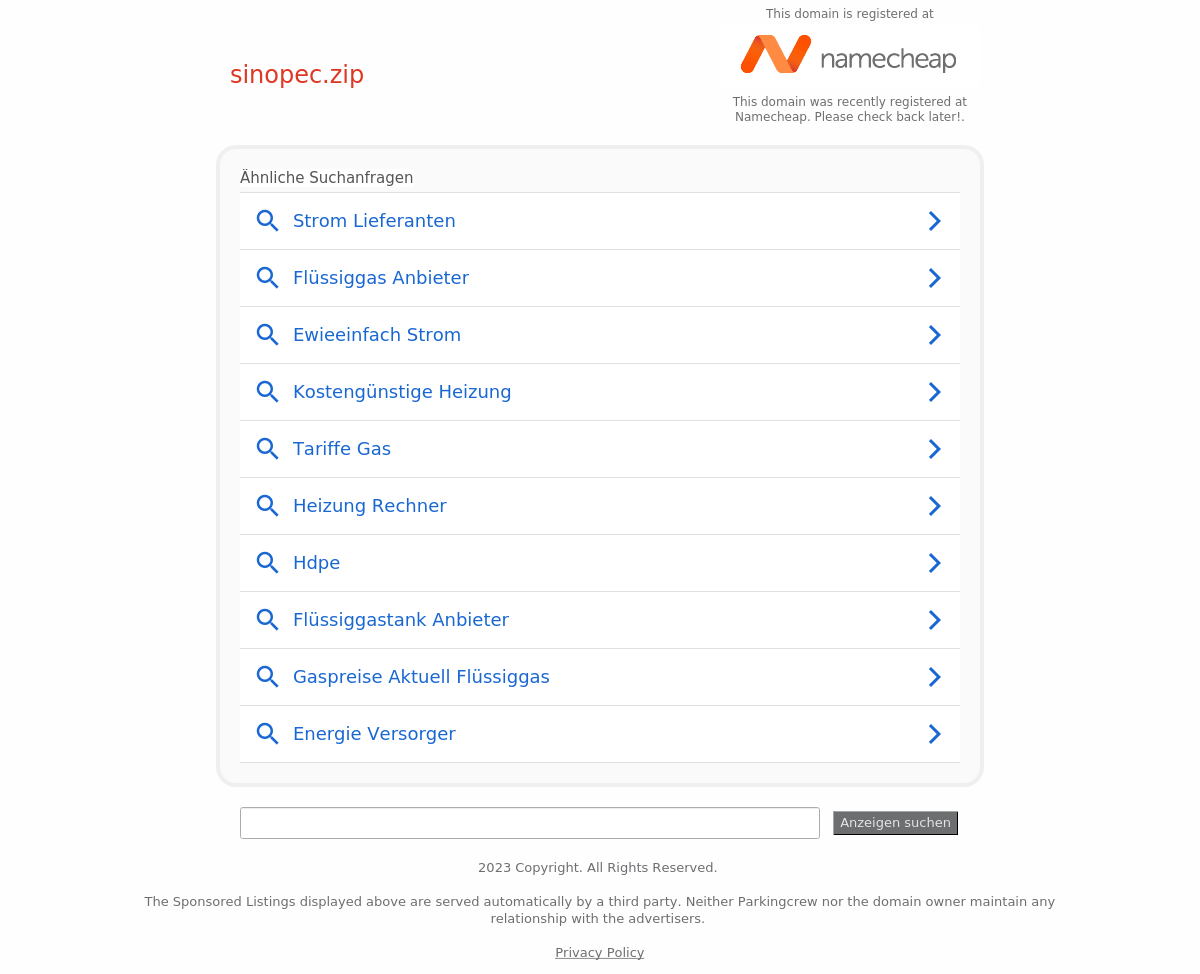 This domain is registered at
namecheap
sinopec.zip
This domain was recently registered at
Namecheap. Please check back later!.
Ähnliche Suchanfragen
Strom Lieferanten
Flüssiggas Anbieter
Ewieeinfach Strom
Kostengünstige Heizung
Tariffe Gas
Heizung Rechner
Hdpe
Flüssiggastank Anbieter
Gaspreise Aktuell Flüssiggas
Energie Versorger
Anzeigen suchen
2023 Copyright. All Rights Reserved.
The Sponsored Listings displayed above are served automatically by a third party. Neither Parkingcrew nor the domain owner maintain any
relationship with the advertisers.
Privacy Policy